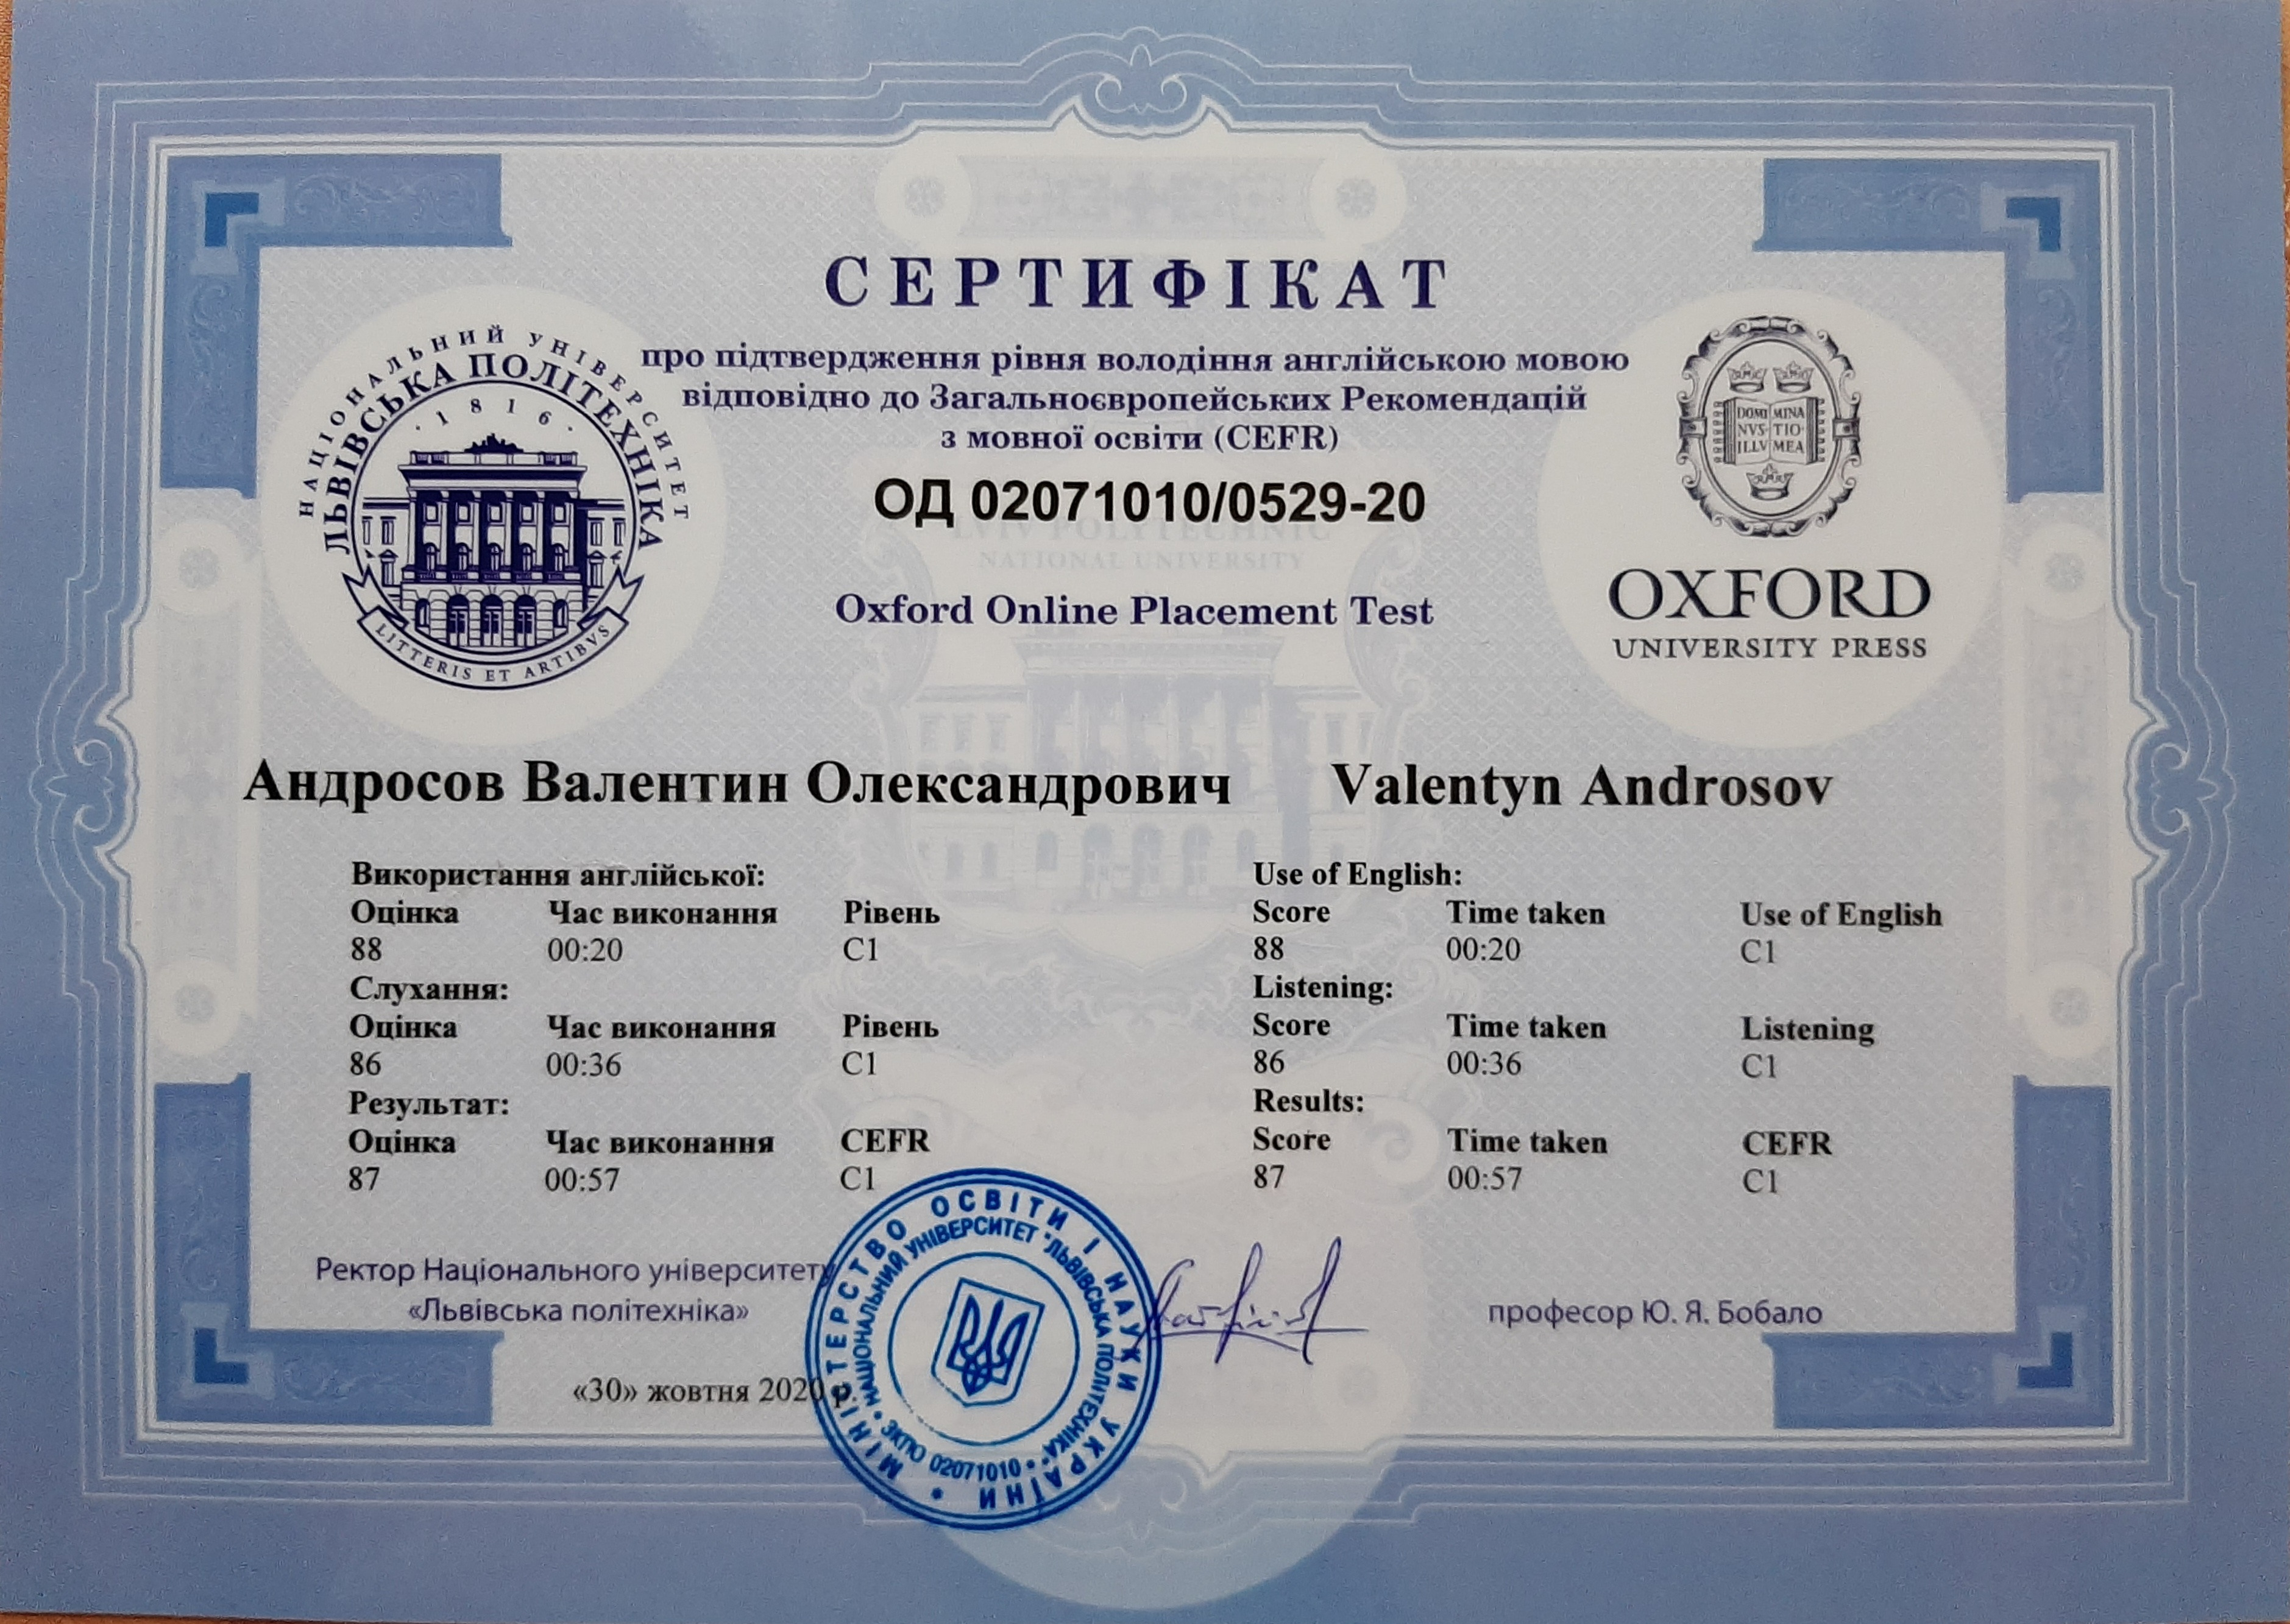 СЕРТИФІКАТ
про підтвердження рівня володіння англійською мовою
відповідно до Загальноєвропейських Рекомендацій
з мовної освіти (CEFR)
ОД 02071010/0529-20
LVIV POLYTECHNIC
NATIONAL UNIVERSITY
Oxford Online Placement Test
НАЦІОНАЛЬНИЙ УНІВЕРСИТЕТ
ЛЬВІВСЬКА ПОЛІТЕХНІКА
· 1816 ·
LITTERIS ET ARTIBVS
DOMI MINA
NVS TIO
ILLV MEA
OXFORD
UNIVERSITY PRESS
Андросов Валентин Олександрович Valentyn Androsov
Використання англійської:
Оцінка Час виконання Рівень
88 00:20 C1
Слухання:
Оцінка Час виконання Рівень
86 00:36 C1
Результат:
Оцінка Час виконання CEFR
87 00:57 C1
Use of English:
Score Time taken Use of English
88 00:20 C1
Listening:
Score Time taken Listening
86 00:36 C1
Results:
Score Time taken CEFR
87 00:57 C1
Ректор Національного університету
«Львівська політехніка»
професор Ю. Я. Бобало
«30» жовтня 2020 р.
МІНІСТЕРСТВО ОСВІТИ І НАУКИ УКРАЇНИ
НАЦІОНАЛЬНИЙ УНІВЕРСИТЕТ "ЛЬВІВСЬКА ПОЛІТЕХНІКА"
02071010